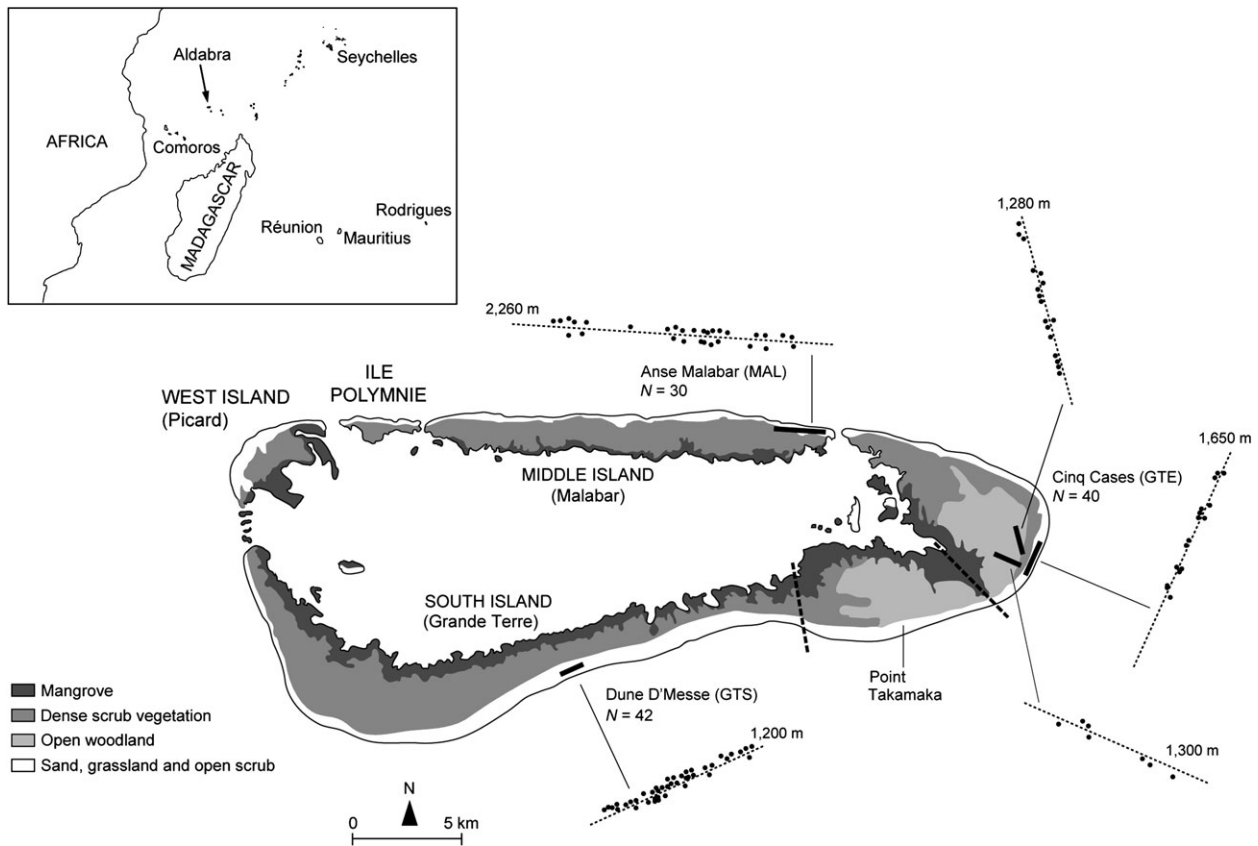 Aldabra
Seychelles
AFRICA
Comoros
MADAGASCAR
Réunion
Mauritius
Rodrigues
1,280 m
2,260 m
Anse Malabar (MAL)
N = 30
WEST ISLAND
(Picard)
ILE
POLYMNIE
MIDDLE ISLAND
(Malabar)
1,650 m
Cinq Cases (GTE)
N = 40
SOUTH ISLAND
(Grande Terre)
Point
Takamaka
Dune D'Messe (GTS)
N = 42
1,200 m
1,300 m
Mangrove
Dense scrub vegetation
Open woodland
Sand, grassland and open scrub
N
0 5 km